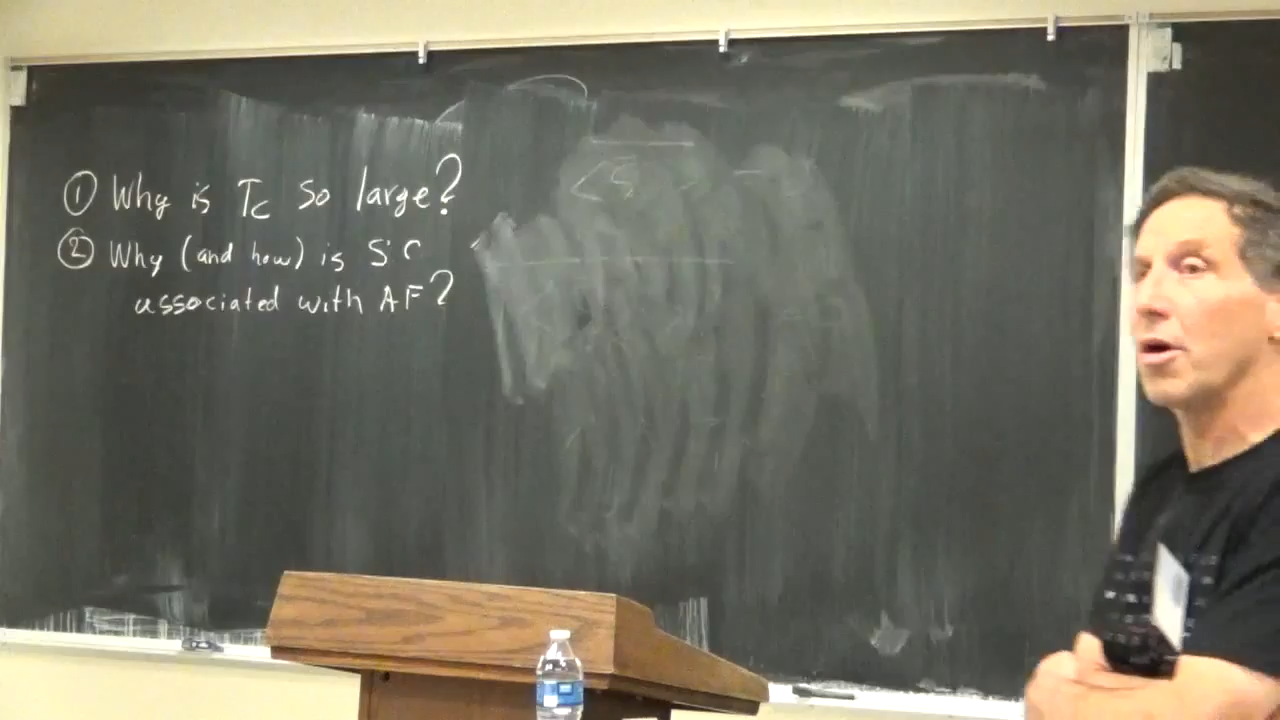 ① Why is Tc so large?
② Why (and how) is SC
associated with AF?